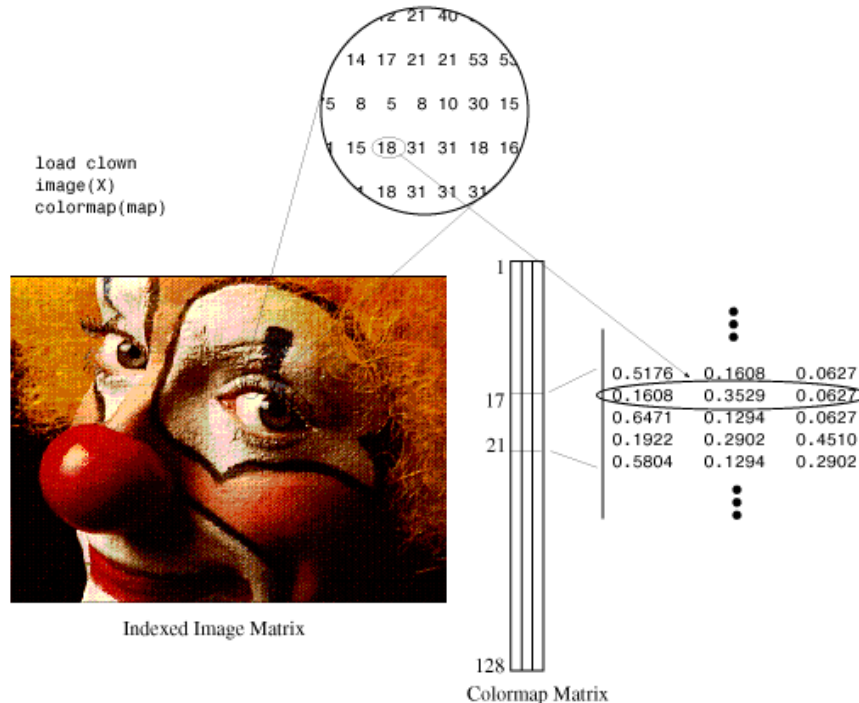 12 21 40
14 17 21 21 53 53
75 8 5 8 10 30 15
1 15 18 31 31 18 16
18 31 31 31
load clown
image(X)
colormap(map)
1
17
21
128
0.5176 0.1608 0.0627
0.1608 0.3529 0.0627
0.6471 0.1294 0.0627
0.1922 0.2902 0.4510
0.5804 0.1294 0.2902
Indexed Image Matrix
Colormap Matrix